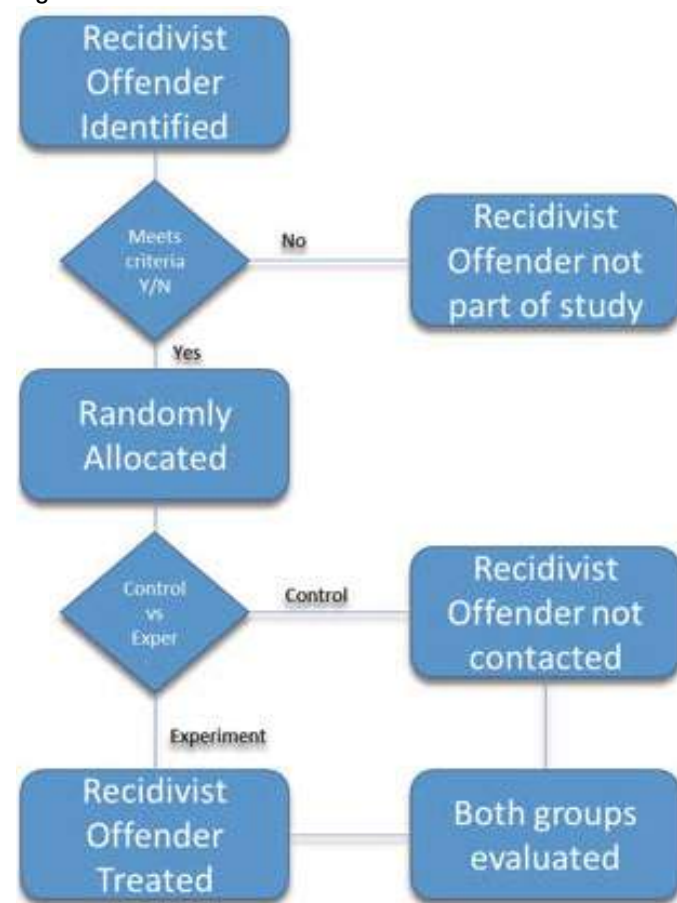 Recidivist
Offender
Identified
Meets
criteria
Y/N
No
Recidivist
Offender not
part of study
Yes
Randomly
Allocated
Control
vs
Exper
Control
Recidivist
Offender not
contacted
Experiment
Recidivist
Offender
Treated
Both groups
evaluated